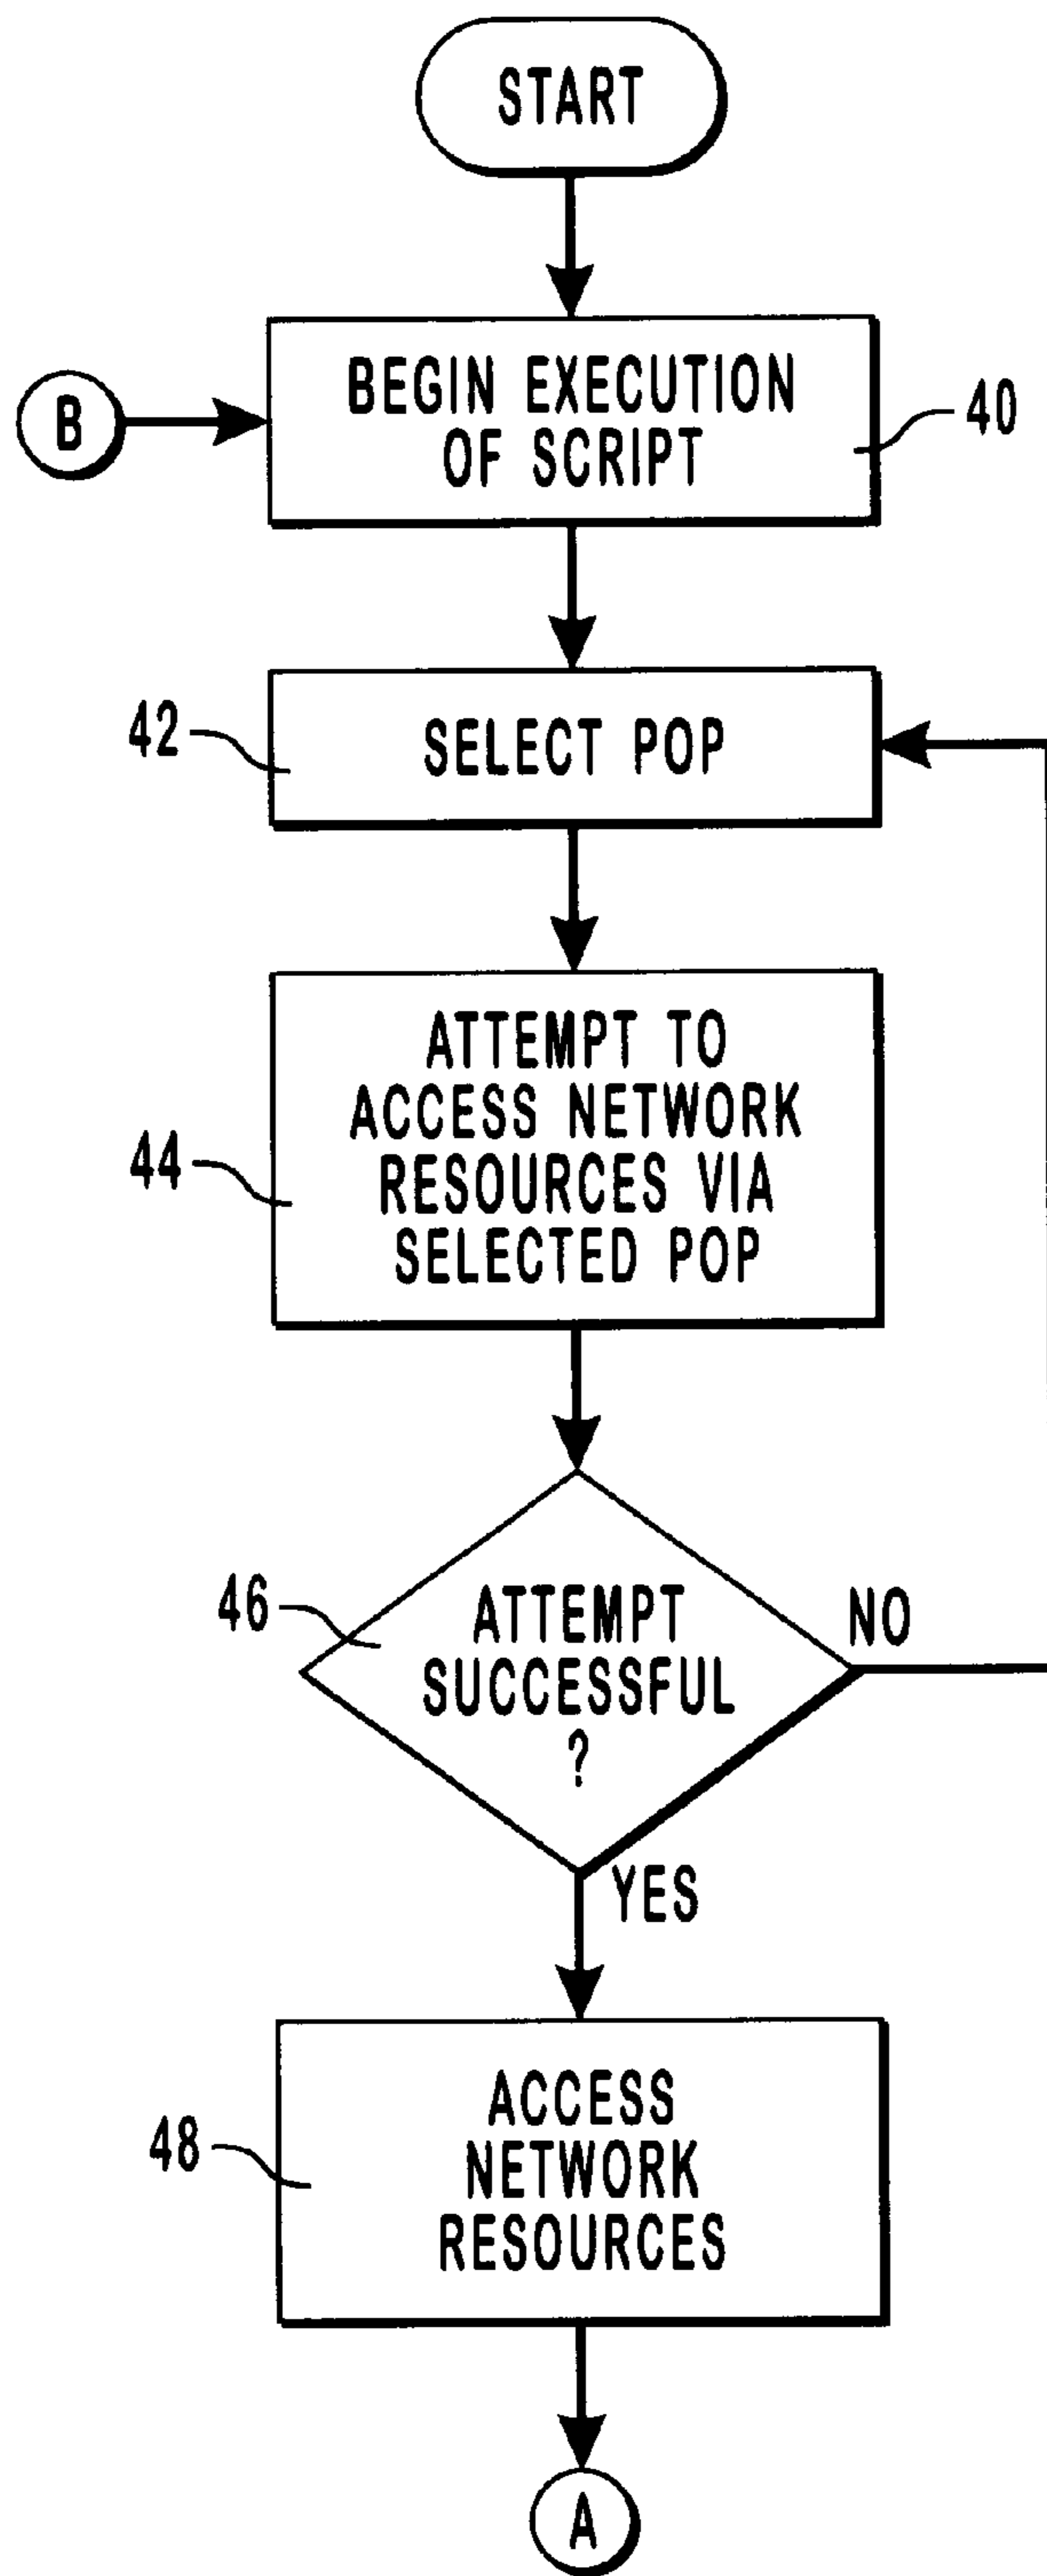 START
B
BEGIN EXECUTION
OF SCRIPT
40
42
SELECT POP
44
ATTEMPT TO
ACCESS NETWORK
RESOURCES VIA
SELECTED POP
46
ATTEMPT
SUCCESSFUL
?
NO
YES
48
ACCESS
NETWORK
RESOURCES
A